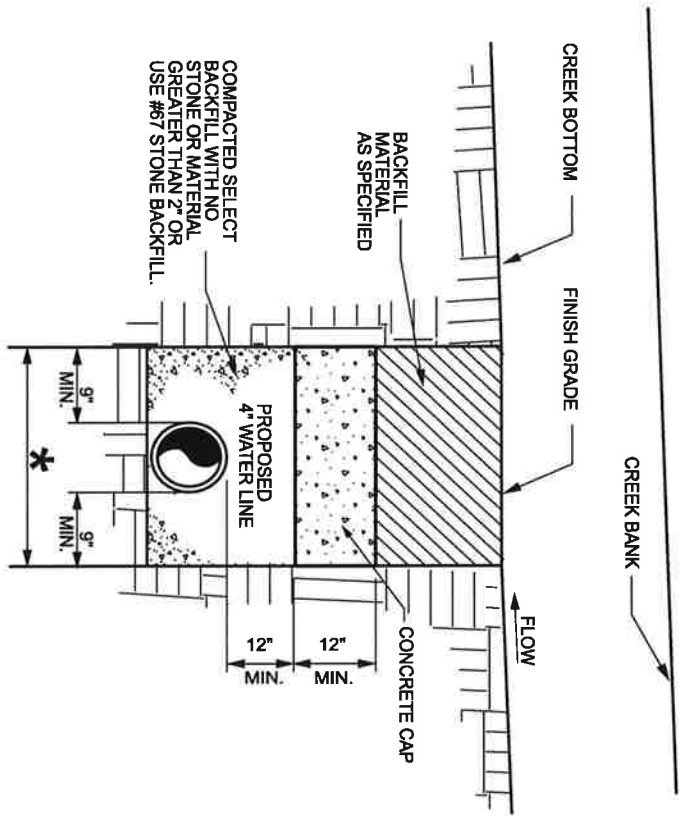 CREEK BOTTOM
FINISH GRADE
CREEK BANK
BACKFILL
MATERIAL
AS SPECIFIED
FLOW
COMPACTED SELECT
BACKFILL WITH NO
STONE OR MATERIAL
GREATER THAN 2" OR
USE #67 STONE BACKFILL.
PROPOSED
4" WATER LINE
CONCRETE CAP
12"
MIN.
12"
MIN.
9"
MIN.
9"
MIN.
*